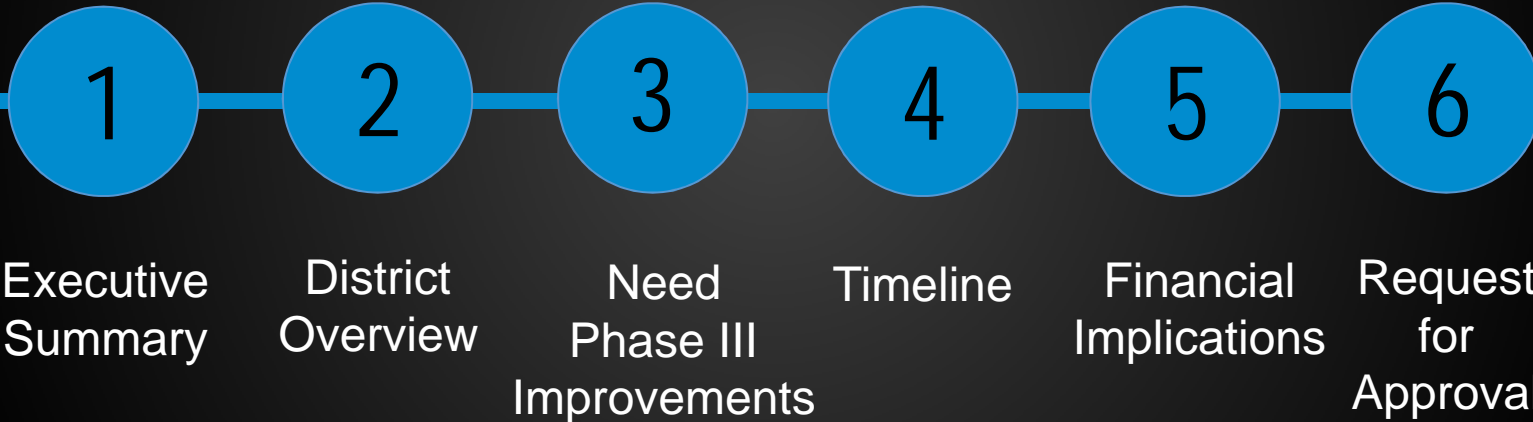 1
2
3
4
5
6
Executive
Summary
District
Overview
Need
Phase III
Improvements
Timeline
Financial
Implications
Request
for
Approva